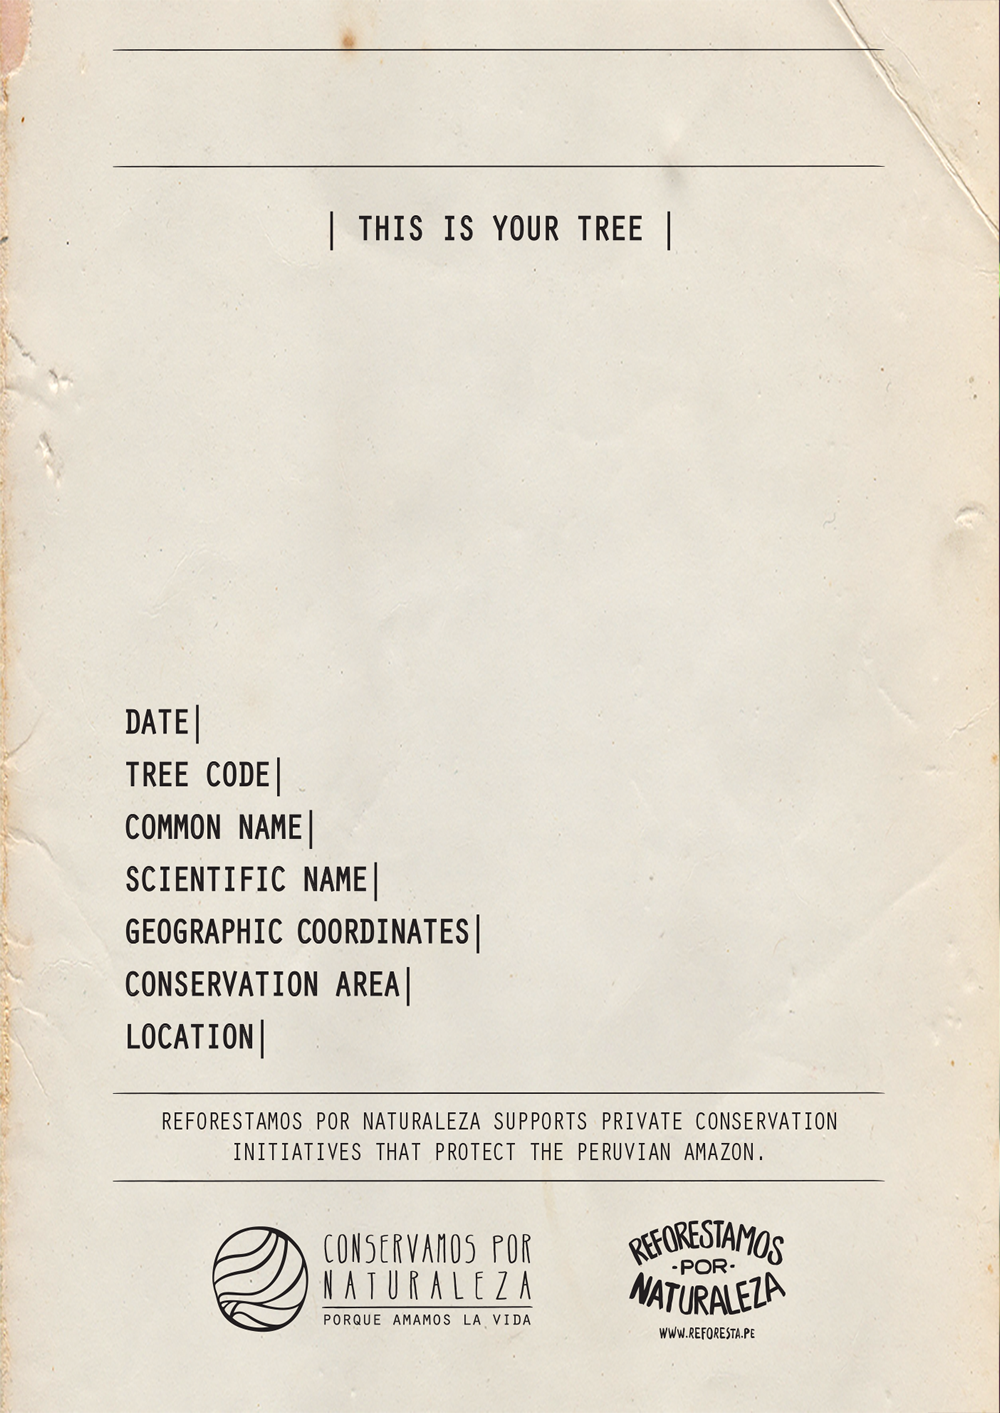 | THIS IS YOUR TREE |
DATE|
TREE CODE|
COMMON NAME|
SCIENTIFIC NAME|
GEOGRAPHIC COORDINATES|
CONSERVATION AREA|
LOCATION|
REFORESTAMOS POR NATURALEZA SUPPORTS PRIVATE CONSERVATION
INITIATIVES THAT PROTECT THE PERUVIAN AMAZON.
CONSERVAMOS POR
NATURALEZA
PORQUE AMAMOS LA VIDA
REFORESTAMOS
-POR-
NATURALEZA
WWW.REFORESTA.PE